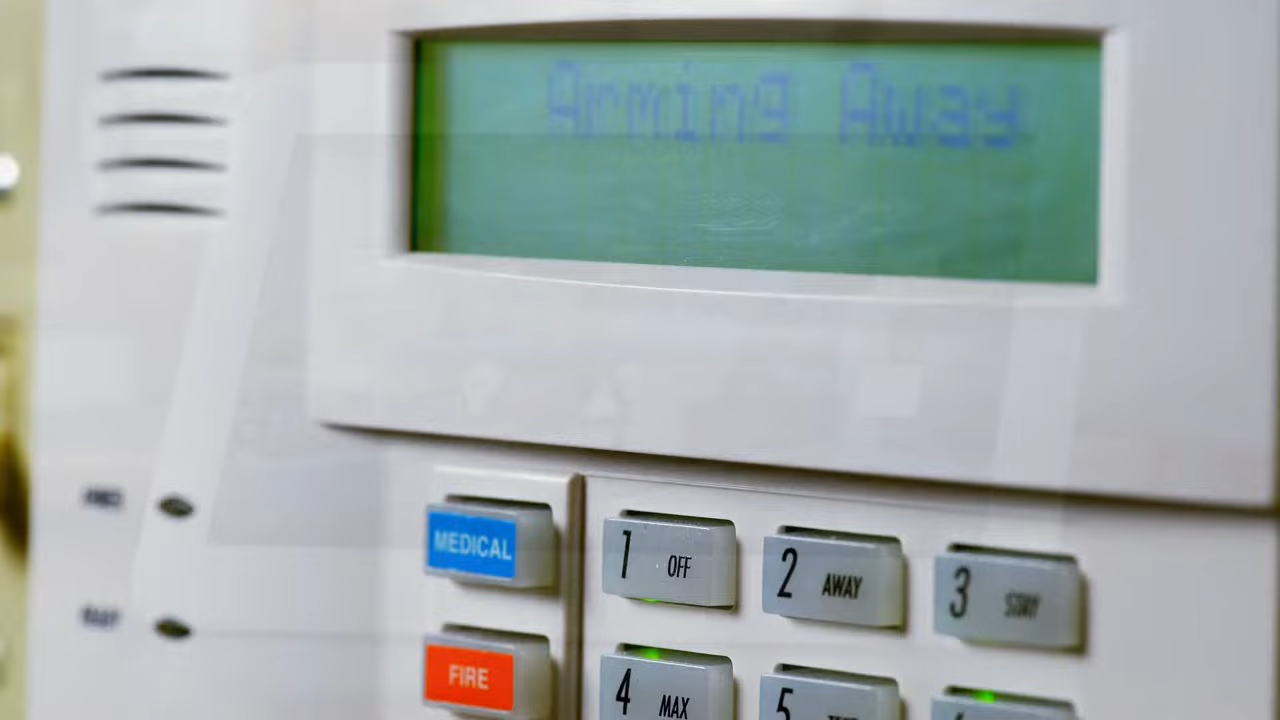 Arming Away
MEDICAL
1 OFF
2 AWAY
3 STAY
FIRE
4 MAX
5